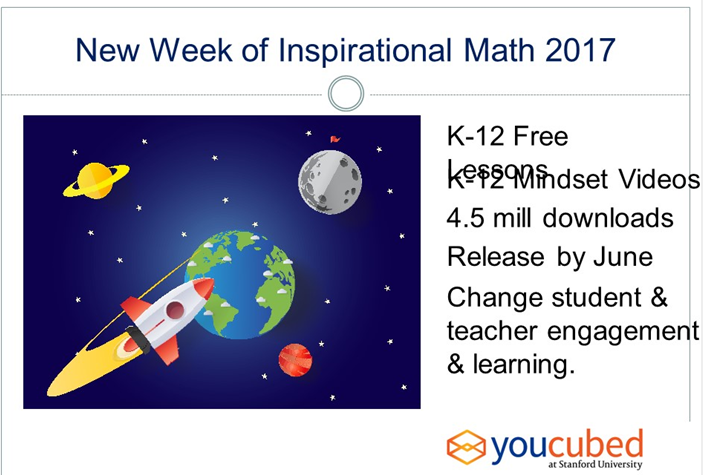 New Week of Inspirational Math 2017
K-12 Free
Lessons
K-12 Mindset Videos
4.5 mill downloads
Release by June
Change student &
teacher engagement
& learning.
youcubed
at Stanford University